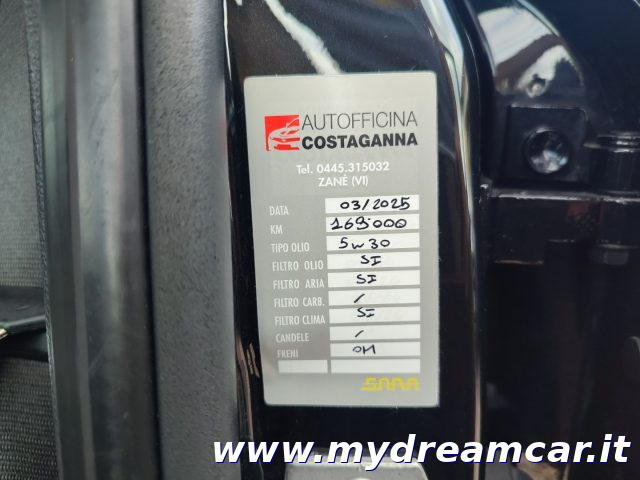 AUTOFFICINA
COSTAGANNA
Tel. 0445.315032
ZANÈ (VI)
DATA 03/2025
KM 169.000
TIPO OLIO 5w30
FILTRO OLIO SI
FILTRO ARIA SI
FILTRO CARB. /
FILTRO CLIMA SI
CANDELE /
FRENI
SARA
www.mydreamcar.it